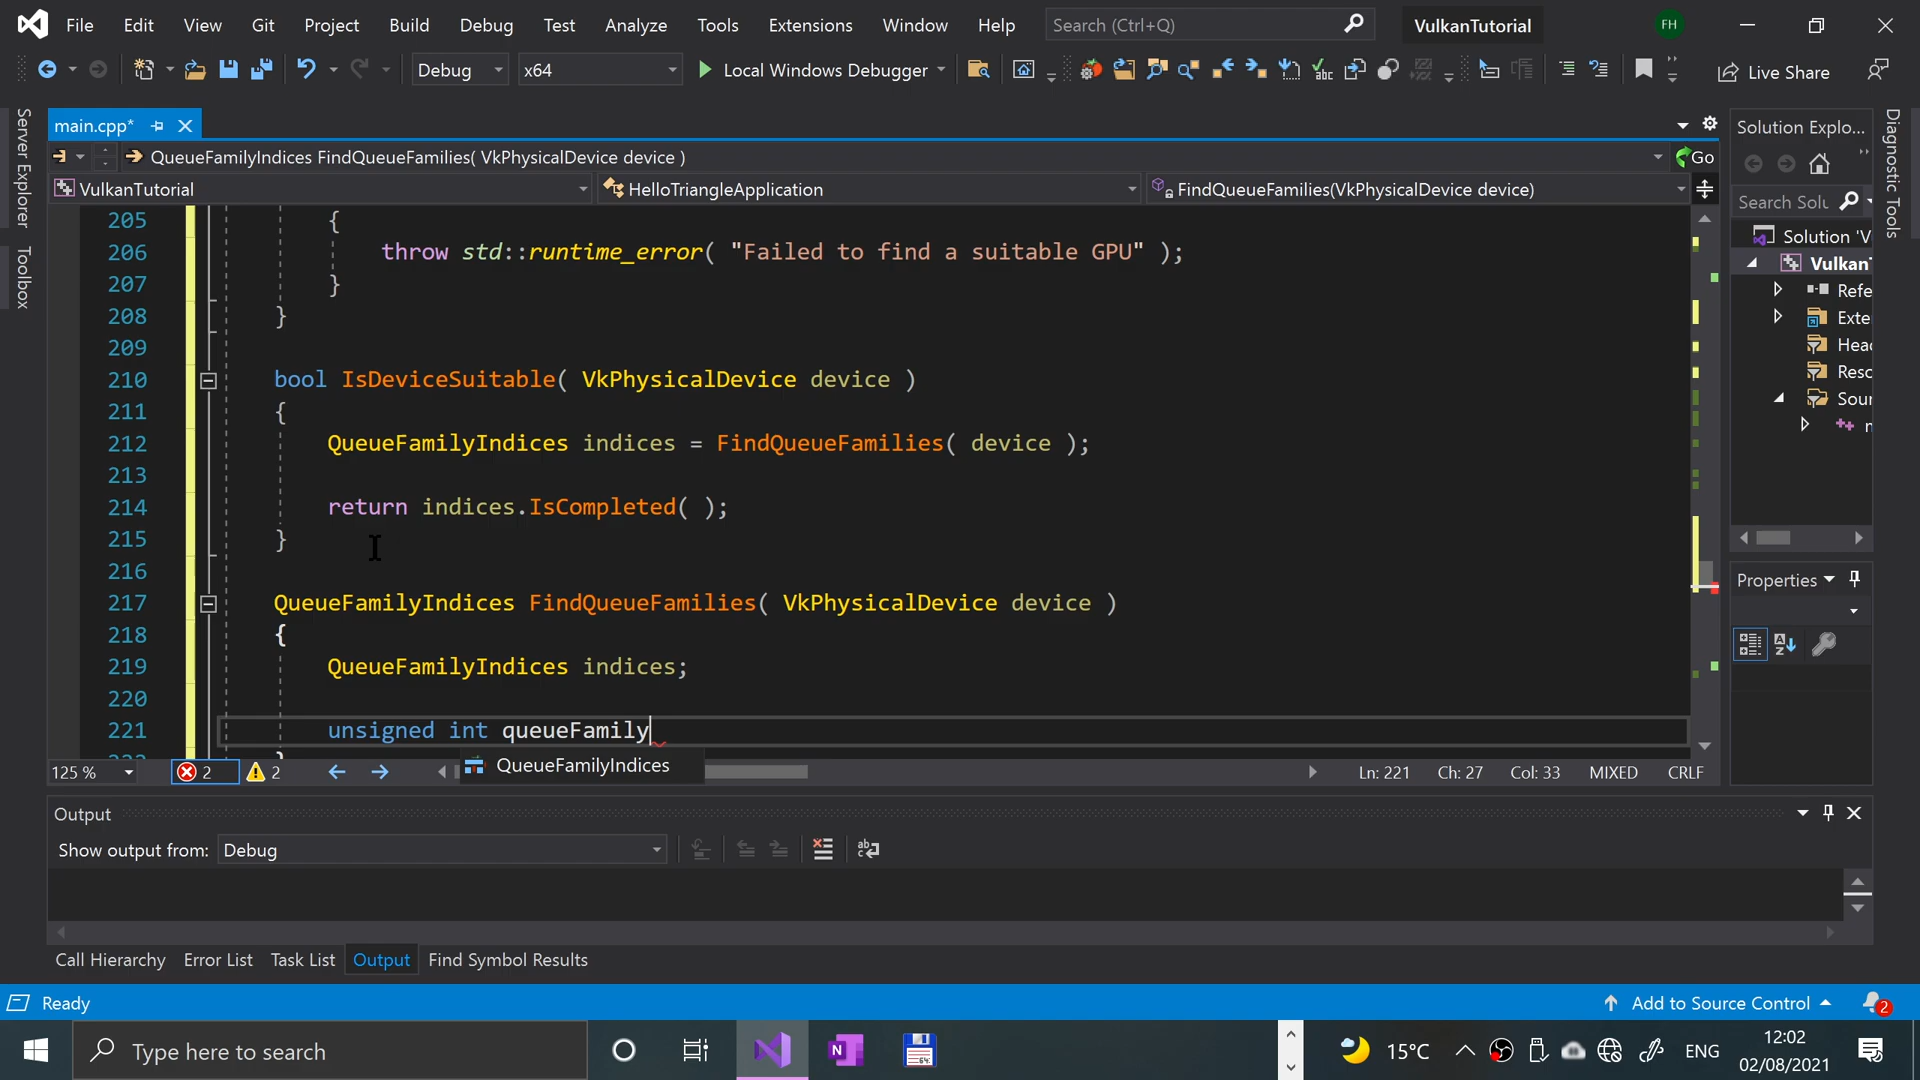 File Edit View Git Project Build Debug Test Analyze Tools Extensions Window Help Search (Ctrl+Q) VulkanTutorial FH
Debug x64 Local Windows Debugger Live Share
Server Explorer
Toolbox
main.cpp*
QueueFamilyIndices FindQueueFamilies( VkPhysicalDevice device ) Go
VulkanTutorial HelloTriangleApplication FindQueueFamilies(VkPhysicalDevice device)
205 {
206 throw std::runtime_error( "Failed to find a suitable GPU" );
207 }
208 }
209
210 bool IsDeviceSuitable( VkPhysicalDevice device )
211 {
212 QueueFamilyIndices indices = FindQueueFamilies( device );
213
214 return indices.IsCompleted( );
215 }
216
217 QueueFamilyIndices FindQueueFamilies( VkPhysicalDevice device )
218 {
219 QueueFamilyIndices indices;
220
221 unsigned int queueFamily
QueueFamilyIndices
125 % 2 2 Ln: 221 Ch: 27 Col: 33 MIXED CRLF
Solution Explo...
Search Solu
Solution 'V
Vulkan
Refe
Exte
Head
Reso
Sour
Properties
Diagnostic Tools
Output
Show output from: Debug
Call Hierarchy Error List Task List Output Find Symbol Results
Ready Add to Source Control 2
Type here to search 15°C ENG 12:02
02/08/2021